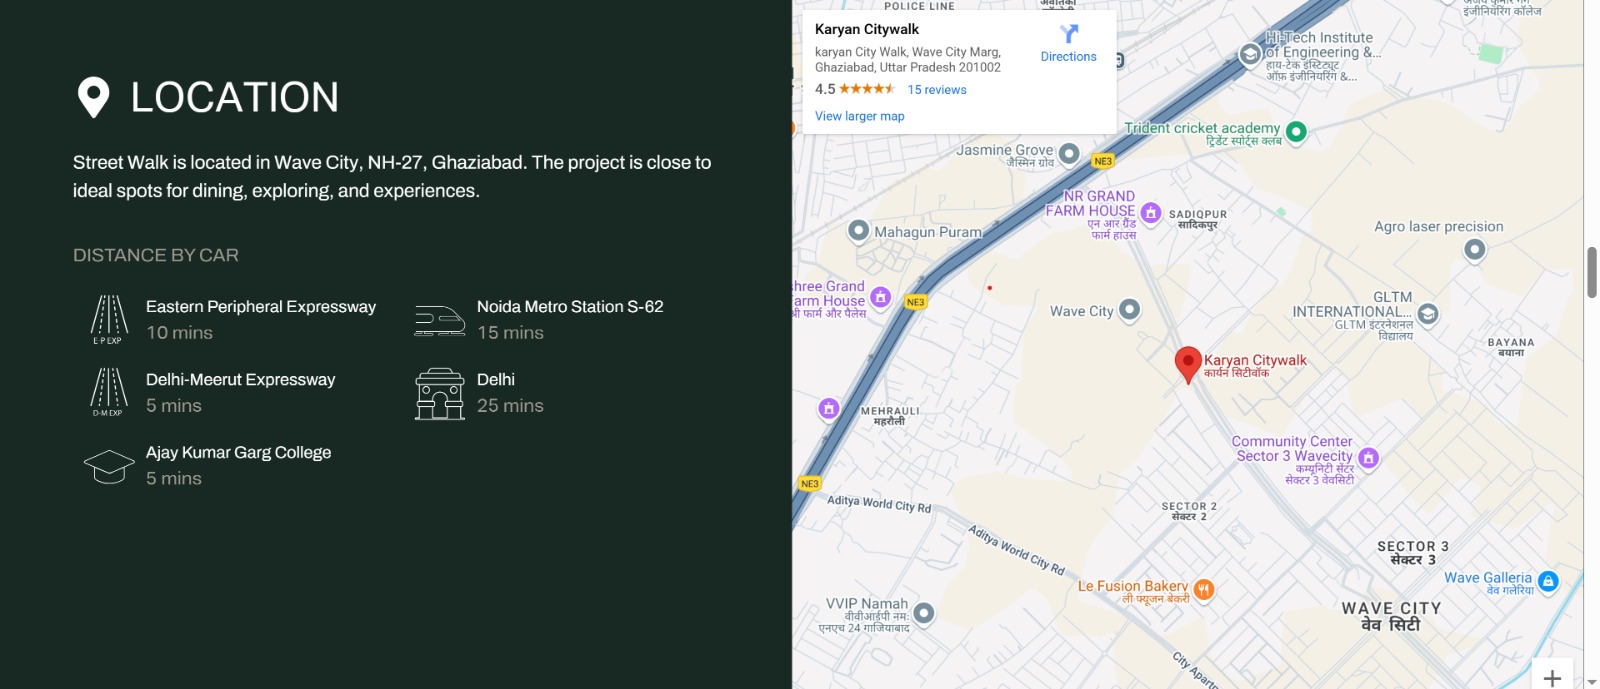 LOCATION
Street Walk is located in Wave City, NH-27, Ghaziabad. The project is close to
ideal spots for dining, exploring, and experiences.
DISTANCE BY CAR
E-P EXP
Eastern Peripheral Expressway
10 mins
Noida Metro Station S-62
15 mins
D-M EXP
Delhi-Meerut Expressway
5 mins
Delhi
25 mins
Ajay Kumar Garg College
5 mins
POLICE LINE
Karyan Citywalk
karyan City Walk, Wave City Marg,
Ghaziabad, Uttar Pradesh 201002
4.5
15 reviews
View larger map
Directions
इंजीनियरिंग कॉलेज
Hi-Tech Institute
of Engineering &...
हाय-टेक इंस्टिट्यूट
ऑफ़ इंजीनियरिंग &...
Trident cricket academy
ट्रिडेंट स्पोर्ट्स क्लब
Jasmine Grove
जैस्मिन ग्रोव
NE3
NR GRAND
FARM HOUSE
एन आर ग्रैंड
फार्म हाउस
SADIQPUR
सादिकपुर
Mahagun Puram
Agro laser precision
hree Grand
arm House
श्री फार्म और पैलेस
NE3
Wave City
GLTM
INTERNATIONAL...
GLTM इंटरनेशनल
विद्यालय
BAYANA
बयाना
Karyan Citywalk
कार्यन सिटीवॉक
MEHRAULI
महरौली
Community Center
Sector 3 Wavecity
कम्युनिटी सेंटर
सेक्टर 3 वेवसिटी
NE3
Aditya World City Rd
SECTOR 2
सेक्टर 2
Aditya World City Rd
SECTOR 3
सेक्टर 3
Le Fusion Bakery
ली फ्यूजन बेकरी
Wave Galleria
वेव गलेरिया
VVIP Namah
वीवीआईपी नमः
एनएच 24 गाजियाबाद
WAVE CITY
वेव सिटी
City Apartm